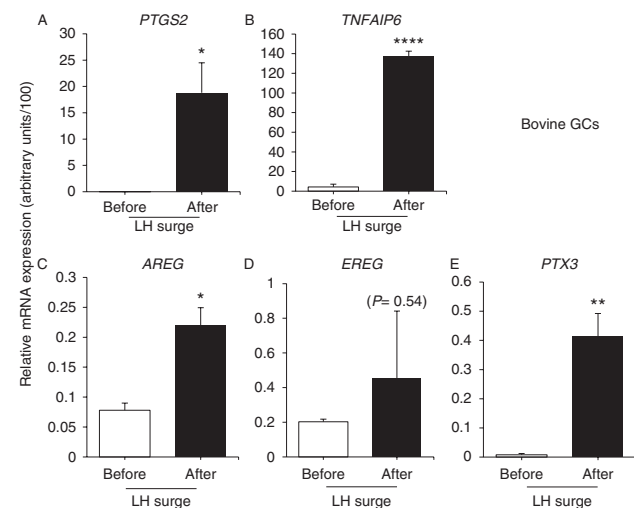 Relative mRNA expression (arbitrary units/100)
A PTGS2
30
25
20
15
10
5
0
*
Before After
LH surge
B TNFAIP6
160
140
120
100
80
60
40
20
0
****
Before After
LH surge
Bovine GCs
C AREG
0.3
0.25
0.2
0.15
0.1
0.05
0
*
Before After
LH surge
D EREG
1
0.8
0.6
0.4
0.2
0
(P= 0.54)
Before After
LH surge
E PTX3
0.6
0.5
0.4
0.3
0.2
0.1
0
**
Before After
LH surge